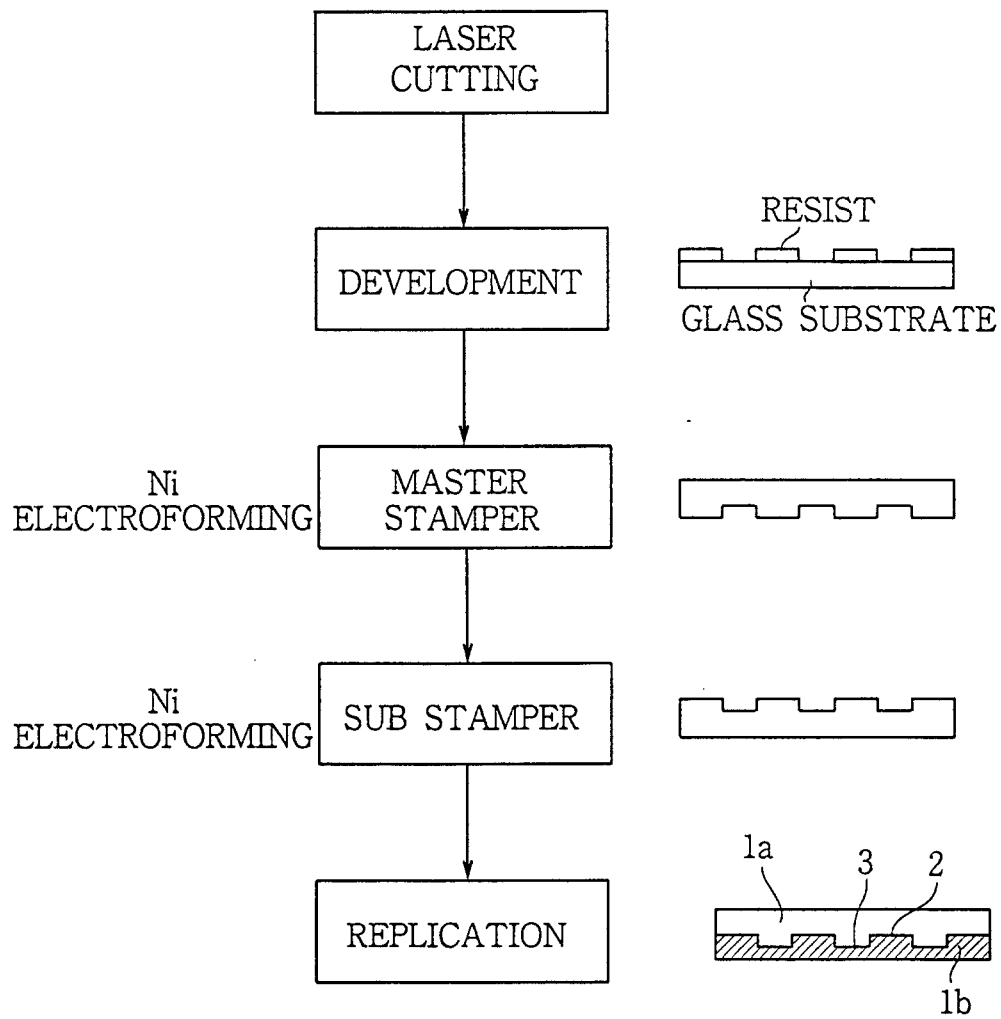 LASER
CUTTING
RESIST
DEVELOPMENT
GLASS SUBSTRATE
Ni
ELECTROFORMING
MASTER
STAMPER
Ni
ELECTROFORMING
SUB STAMPER
1a
3
2
REPLICATION
1b